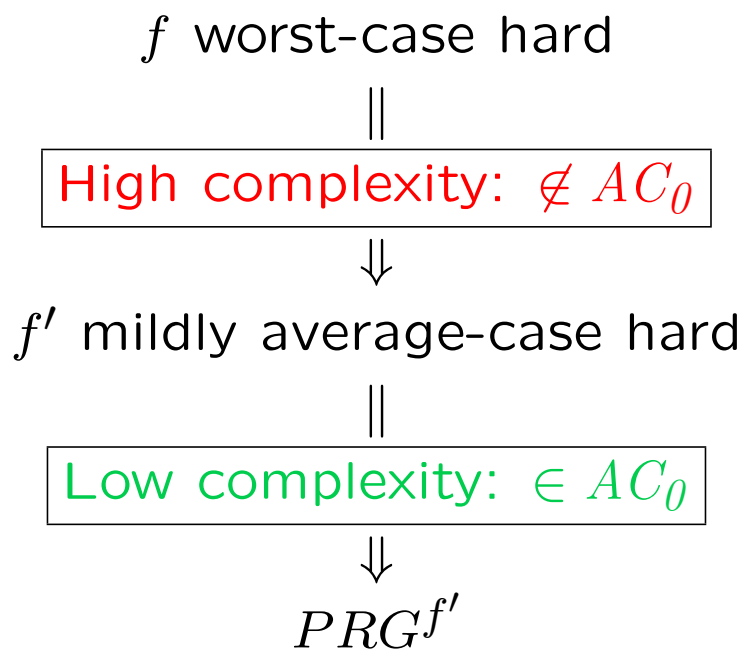 f worst-case hard
High complexity: ∉ AC₀
f′ mildly average-case hard
Low complexity: ∈ AC₀
PRG^f′